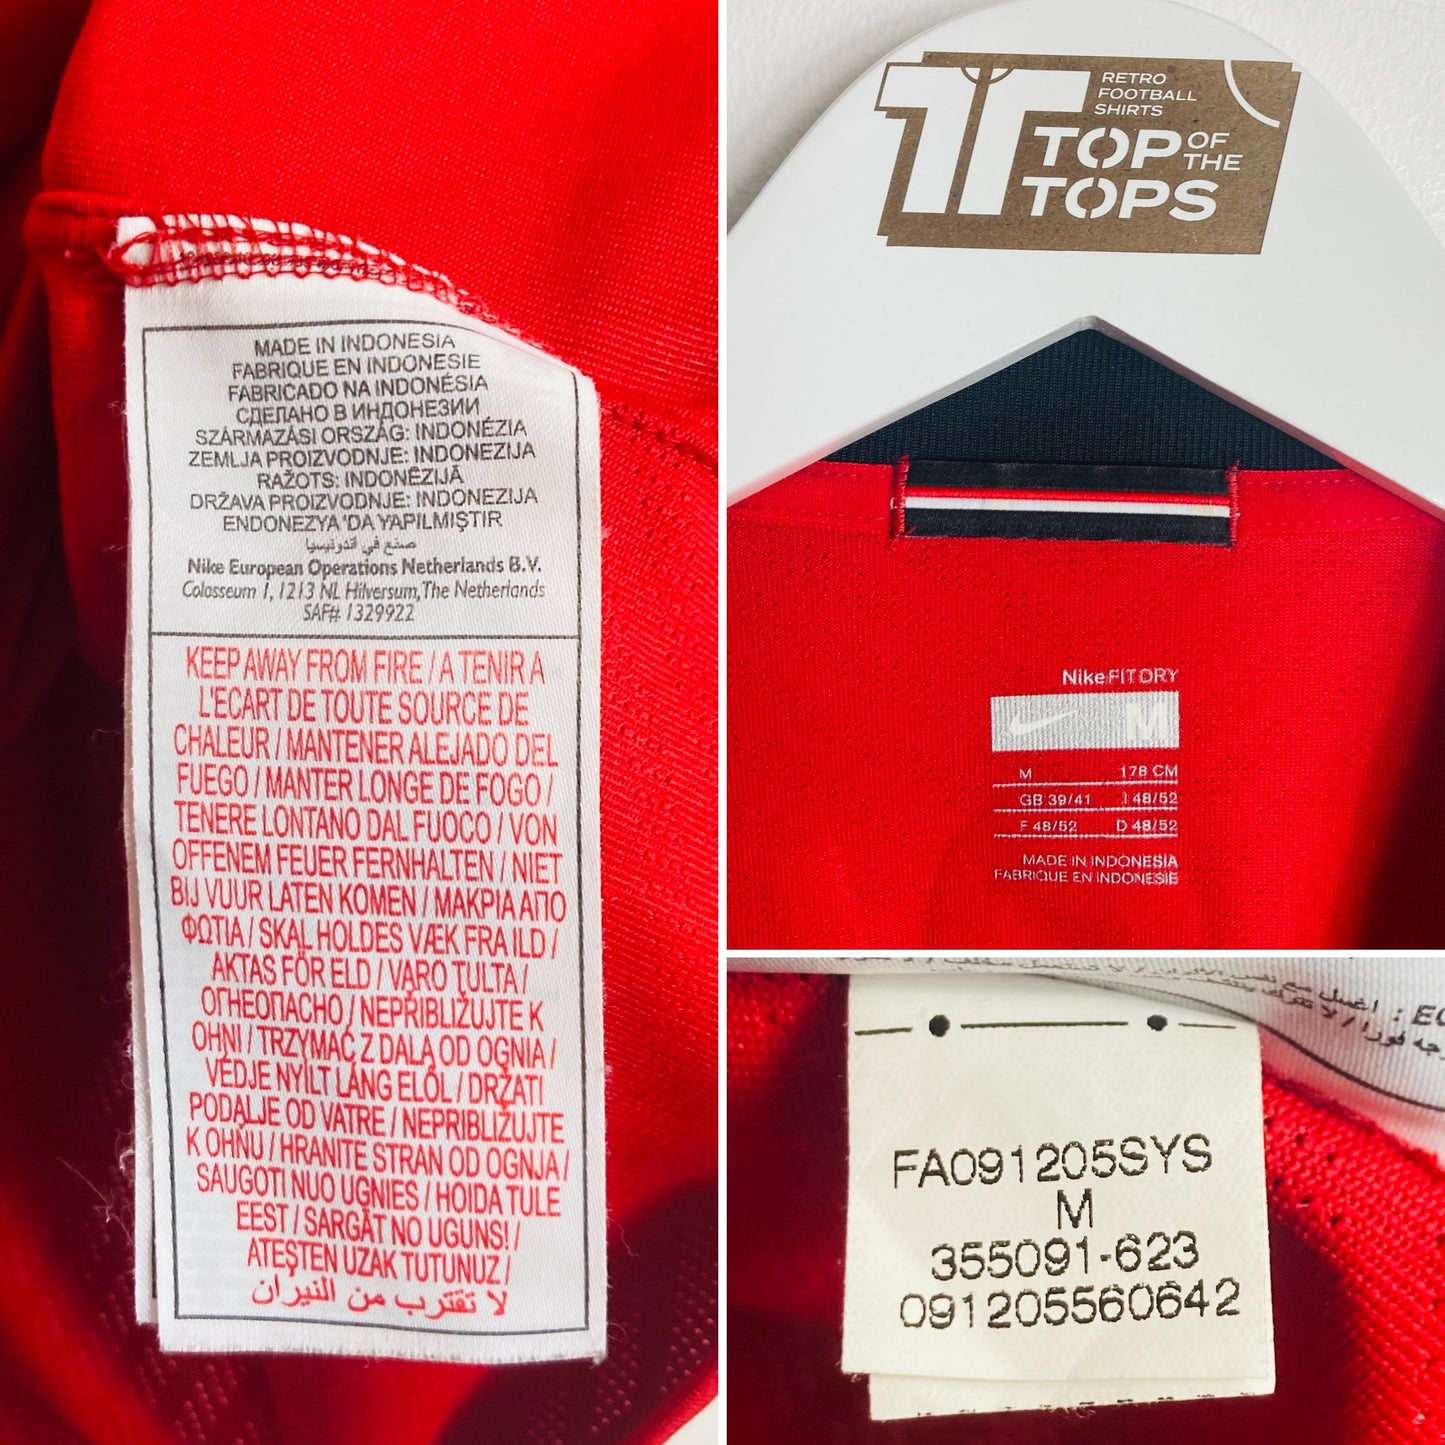 MADE IN INDONESIA
FABRIQUE EN INDONESIE
FABRICADO NA INDONÉSIA
СДЕЛАНО В ИНДОНЕЗИИ
SZÁRMAZÁSI ORSZÁG: INDONÉZIA
ZEMLJA PROIZVODNJE: INDONEZIJA
RAŽOTS: INDONĒZIJĀ
DRŽAVA PROIZVODNJE: INDONEZIJA
ENDONEZYA'DA YAPILMIŞTIR
صنع في أندونيسيا
Nike European Operations Netherlands B.V.
Colosseum 1, 1213 NL Hilversum, The Netherlands
SAF# 1329922
KEEP AWAY FROM FIRE / A TENIR A
L'ECART DE TOUTE SOURCE DE
CHALEUR / MANTENER ALEJADO DEL
FUEGO / MANTER LONGE DE FOGO /
TENERE LONTANO DAL FUOCO / VON
OFFENEM FEUER FERNHALTEN / NIET
BIJ VUUR LATEN KOMEN / ΜΑΚΡΙΑ ΑΠΟ
ΦΩΤΙΑ / SKAL HOLDES VÆK FRA ILD /
AKTAS FÖR ELD / VARO TULTA /
ОГНЕОПАСНО / NEPRIBLIŽUJTE K
OHNI / TRZYMAĆ Z DALA OD OGNIA /
VÉDJE NYÍLT LÁNG ELŐL / DRŽATI
PODALJE OD VATRE / NEPRIBLIŽUJTE
K OHŇU / HRANITE STRAN OD OGNJA /
SAUGOTI NUO UGNIES / HOIDA TULE
EEST / SARGĀT NO UGUNS! /
ATEŞTEN UZAK TUTUNUZ /
لا تقترب من النيران
RETRO
FOOTBALL
SHIRTS
TOP OF THE
TOPS
NikeFITDRY
M
M 178 CM
GB 39/41 I 48/52
F 48/52 D 48/52
MADE IN INDONESIA
FABRIQUE EN INDONESIE
FA091205SYS
M
355091-623
091205560642